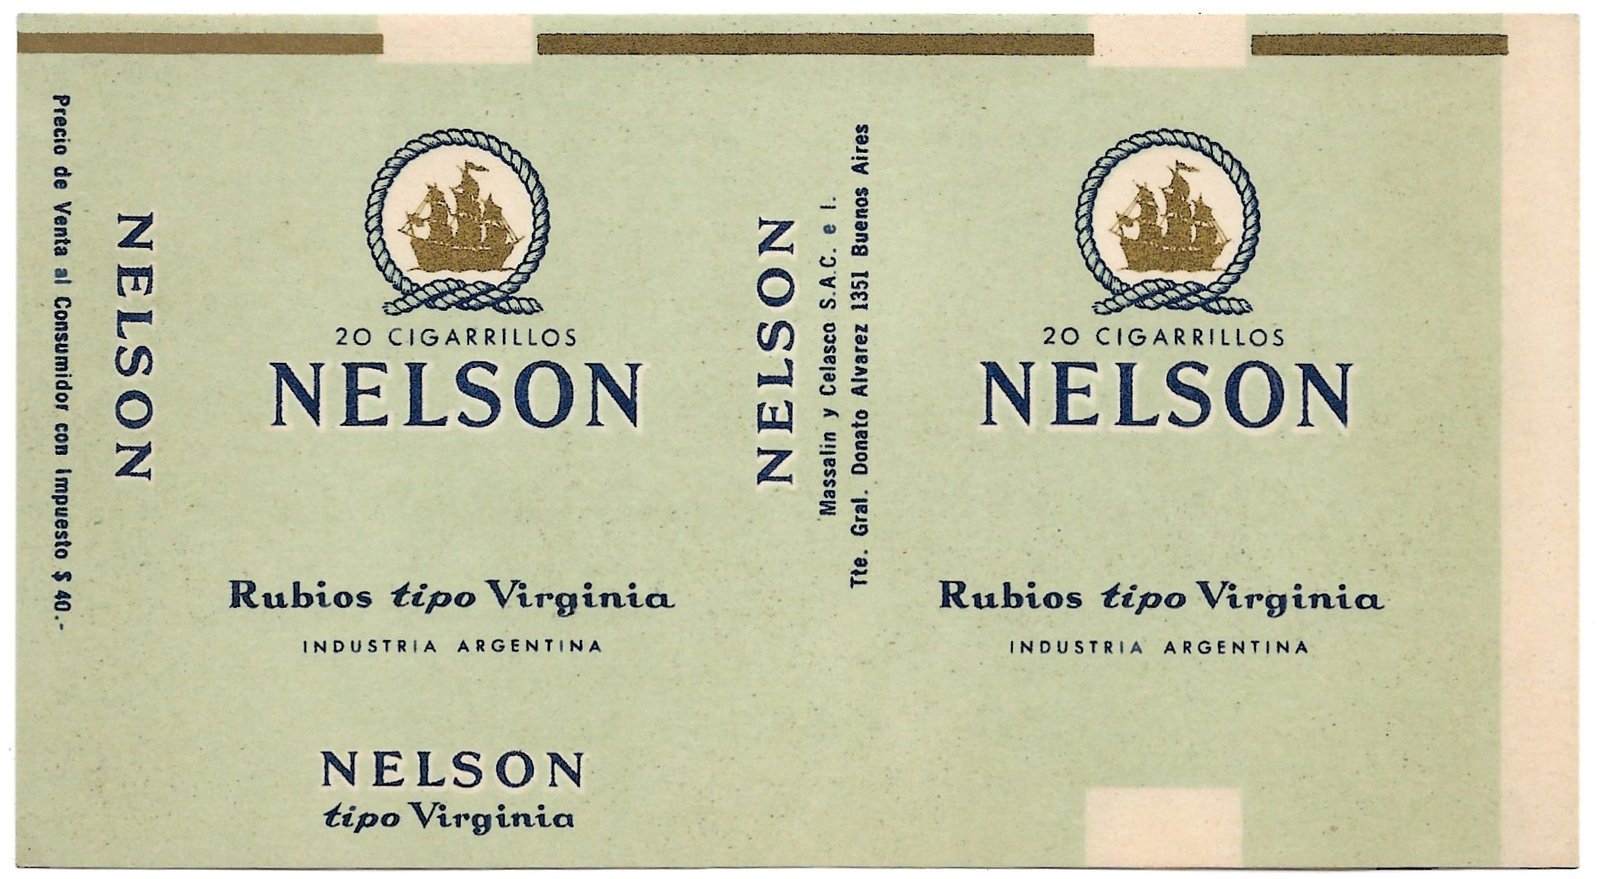 Precio de Venta al Consumidor con Impuesto $ 40.-
NELSON
20 CIGARRILLOS
NELSON
Rubios tipo Virginia
INDUSTRIA ARGENTINA
NELSON
tipo Virginia
NELSON
Massalin y Celasco S.A.C. e I.
Tte. Gral. Donato Alvarez 1351 Buenos Aires
20 CIGARRILLOS
NELSON
Rubios tipo Virginia
INDUSTRIA ARGENTINA